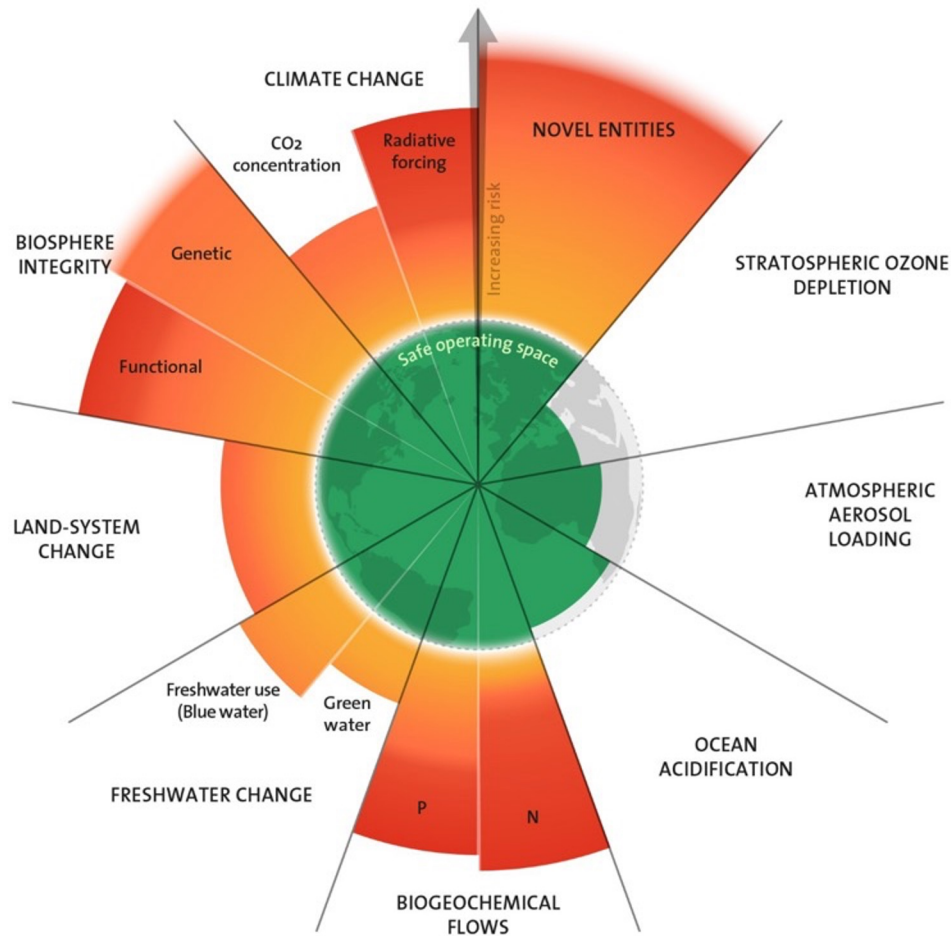 CLIMATE CHANGE
CO2
concentration
Radiative
forcing
NOVEL ENTITIES
Increasing risk
BIOSPHERE
INTEGRITY
Genetic
Functional
STRATOSPHERIC OZONE
DEPLETION
Safe operating space
LAND-SYSTEM
CHANGE
ATMOSPHERIC
AEROSOL
LOADING
Freshwater use
(Blue water)
Green
water
FRESHWATER CHANGE
P
N
OCEAN
ACIDIFICATION
BIOGEOCHEMICAL
FLOWS